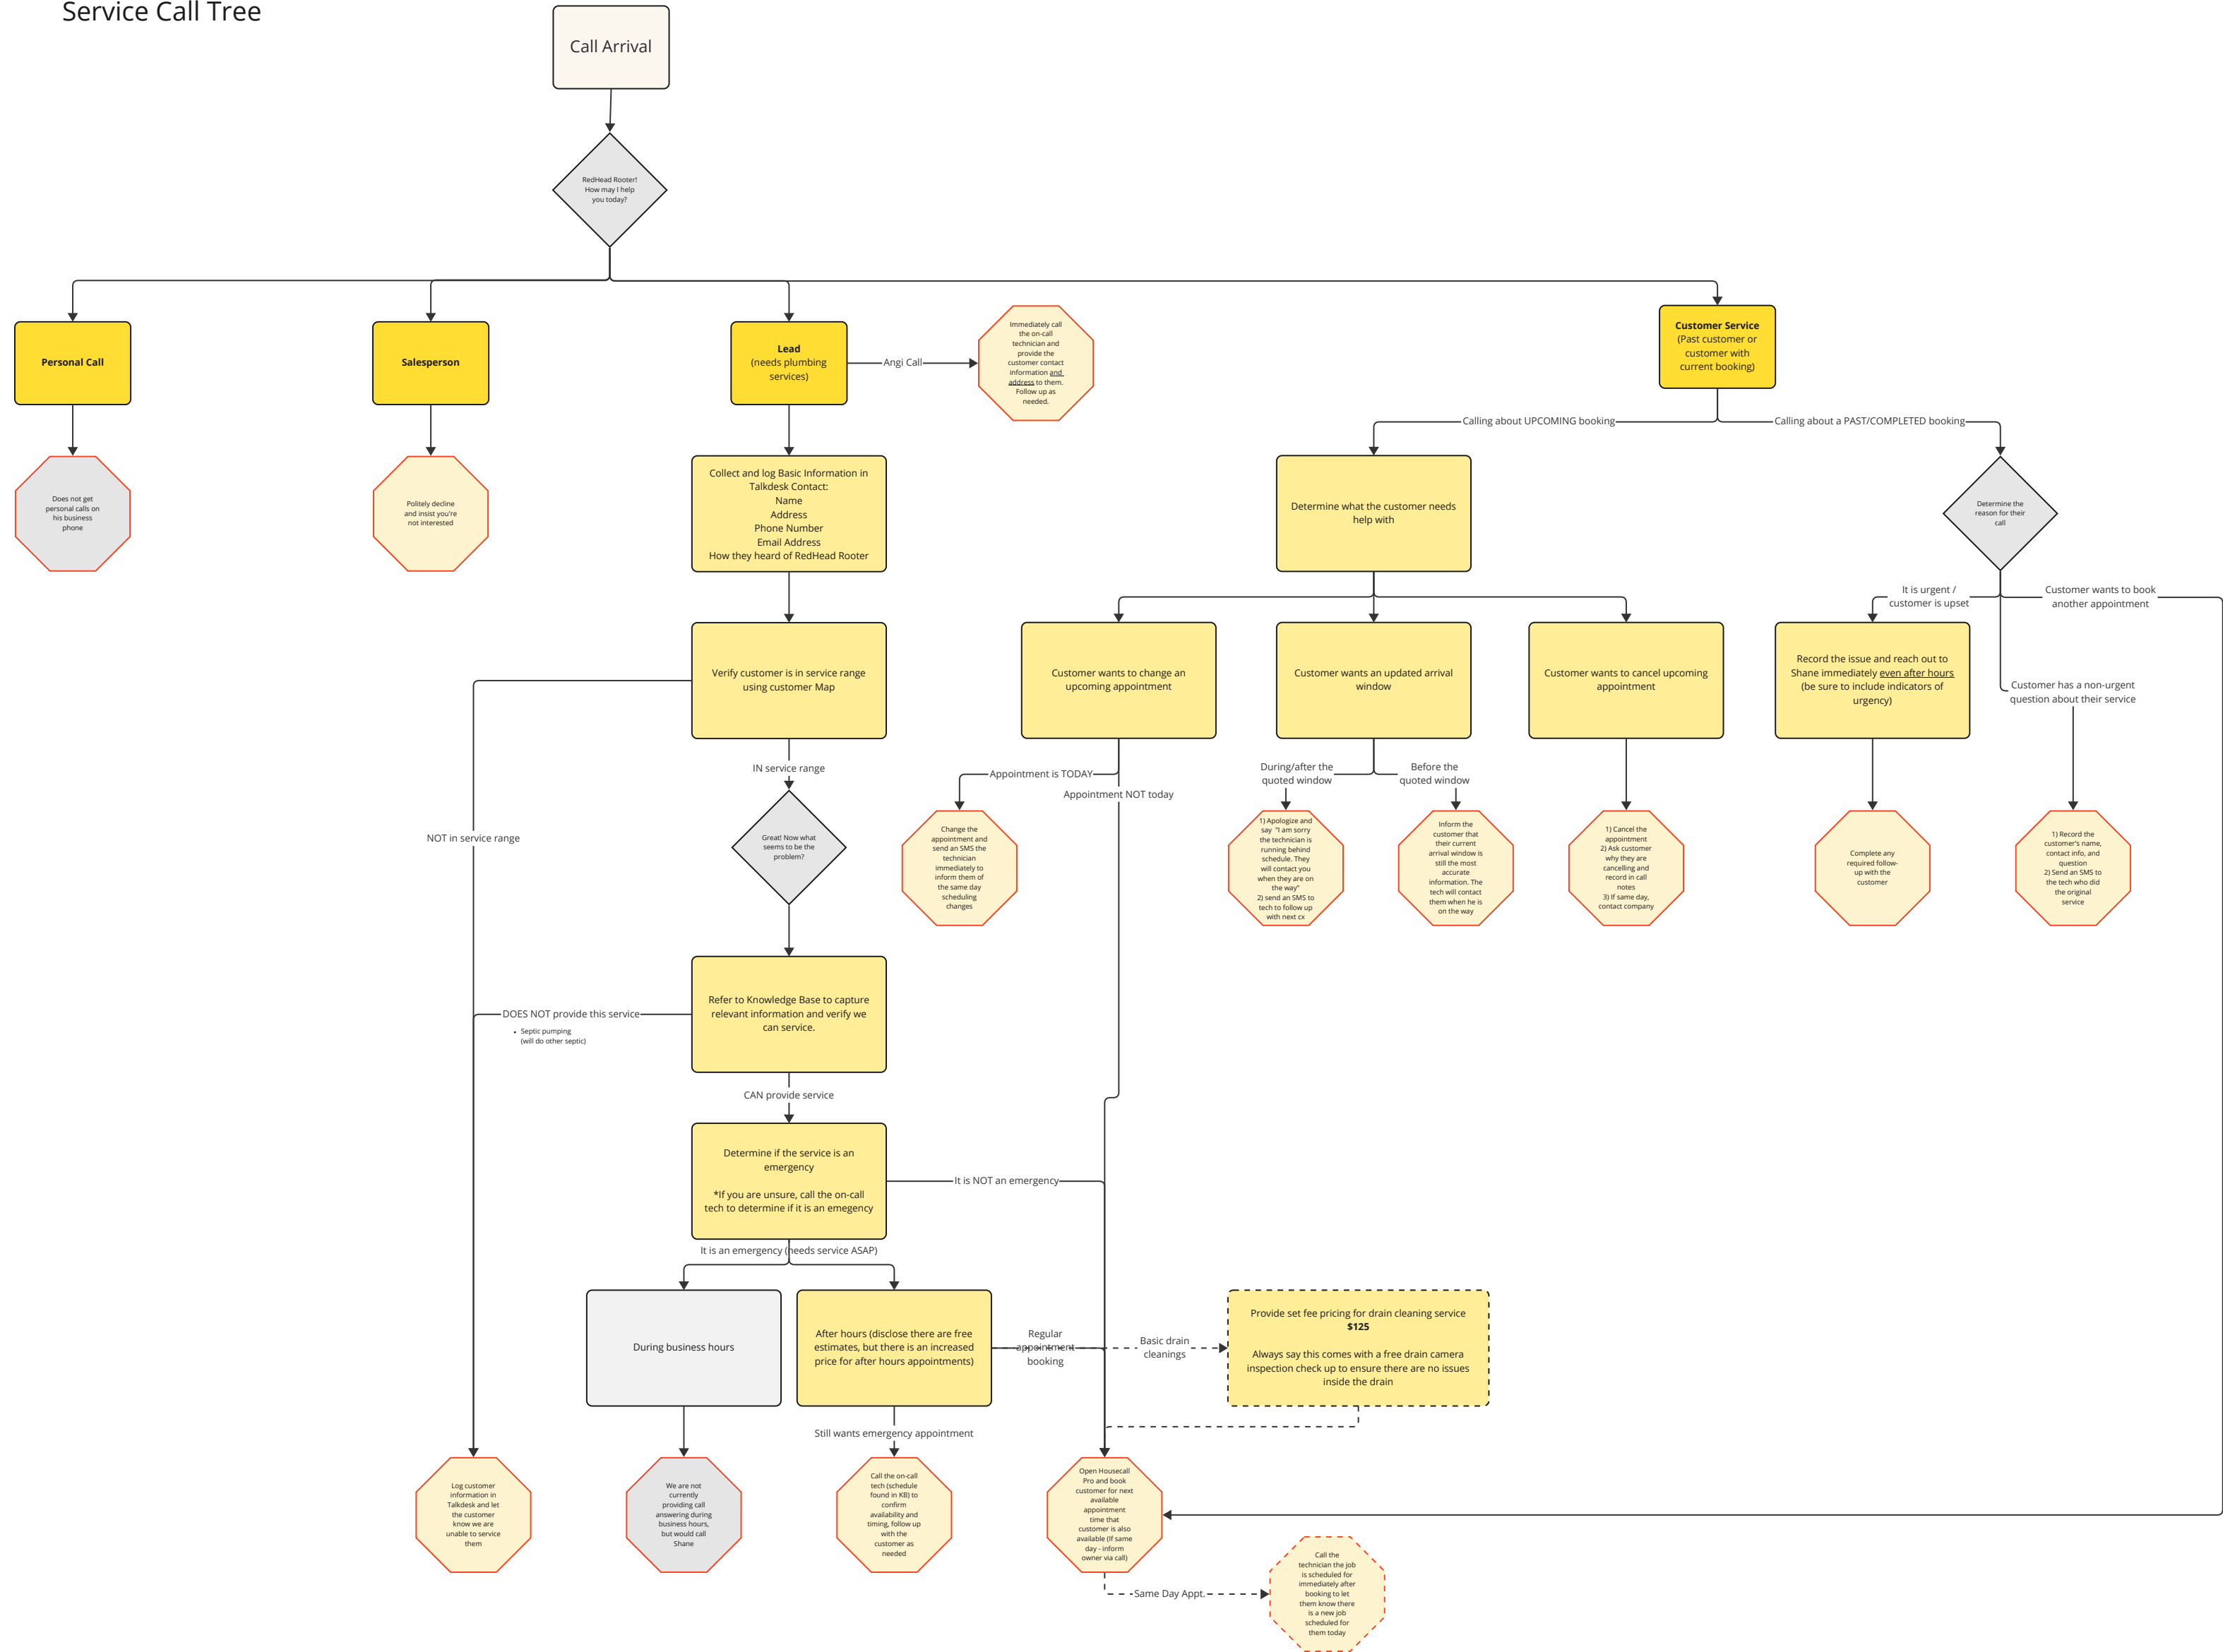 Service Call Tree
Call Arrival
RedHead Rooter!
How may I help
you today?
Personal Call
Salesperson
Lead
(needs plumbing
services)
Angi Call
Immediately call
the on-call
technician and
provide the
customer contact
information and
address to them.
Follow up as
needed.
Customer Service
(Past customer or
customer with
current booking)
Calling about UPCOMING booking
Calling about a PAST/COMPLETED booking
Does not get
personal calls on
his business
phone
Politely decline
and insist you're
not interested
Collect and log Basic Information in
Talkdesk Contact:
Name
Address
Phone Number
Email Address
How they heard of RedHead Rooter
Determine what the customer needs
help with
Determine the
reason for their
call
It is urgent /
customer is upset
Customer wants to book
another appointment
Verify customer is in service range
using customer Map
Customer wants to change an
upcoming appointment
Customer wants an updated arrival
window
Customer wants to cancel upcoming
appointment
Record the issue and reach out to
Shane immediately even after hours
(be sure to include indicators of
urgency)
Customer has a non-urgent
question about their service
IN service range
Appointment is TODAY
Appointment NOT today
During/after the
quoted window
Before the
quoted window
NOT in service range
Great! Now what
seems to be the
problem?
Change the
appointment and
send an SMS the
technician
immediately to
inform them of
the same day
scheduling
changes
1) Apologize and
say "I am sorry
the technician is
running behind
schedule. They
will contact you
when they are on
the way"
2) send an SMS to
tech to follow up
with next cx
Inform the
customer that
their current
arrival window is
still the most
accurate
information. The
tech will contact
them when he is
on the way
1) Cancel the
appointment
2) Ask customer
why they are
cancelling and
record in call
notes
3) If same day,
contact company
Complete any
required follow-
up with the
customer
1) Record the
customer's name,
contact info, and
question
2) Send an SMS to
the tech who did
the original
service
Refer to Knowledge Base to capture
relevant information and verify we
can service.
DOES NOT provide this service
• Septic pumping
(will do other septic)
CAN provide service
Determine if the service is an
emergency
*If you are unsure, call the on-call
tech to determine if it is an emegency
It is NOT an emergency
It is an emergency (needs service ASAP)
During business hours
After hours (disclose there are free
estimates, but there is an increased
price for after hours appointments)
Regular
appointment
booking
Basic drain
cleanings
Provide set fee pricing for drain cleaning service
$125
Always say this comes with a free drain camera
inspection check up to ensure there are no issues
inside the drain
Still wants emergency appointment
Log customer
information in
Talkdesk and let
the customer
know we are
unable to service
them
We are not
currently
providing call
answering during
business hours,
but would call
Shane
Call the on-call
tech (schedule
found in KB) to
confirm
availability and
timing, follow up
with the
customer as
needed
Open Housecall
Pro and book
customer for next
available
appointment
time that
customer is also
available (If same
day - inform
owner via call)
Same Day Appt.
Call the
technician the job
is scheduled for
immediately after
booking to let
them know there
is a new job
scheduled for
them today